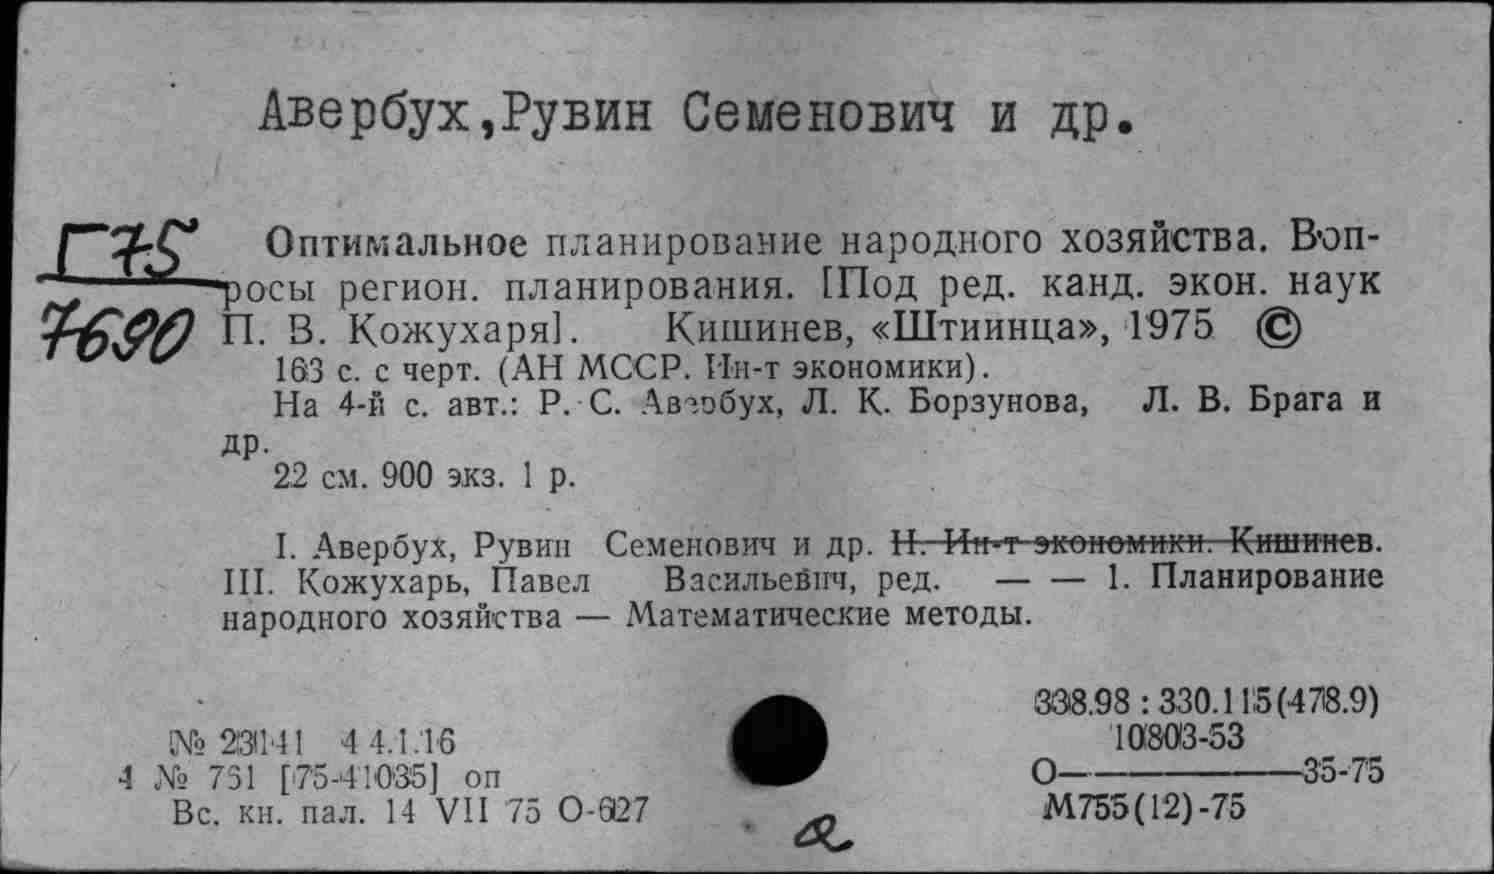 Авербух,Рувин Семенович и др.
Г75
7690
Оптимальное планирование народного хозяйства. Воп-
росы регион. планирования. [Под ред. канд. экон. наук
П. В. Кожухаря]. Кишинев, «Штиинца», 1975 ©
163 с. с черт. (АН МССР. Ин-т экономики).
На 4-й с. авт.: Р. С. Авербух, Л. К. Борзунова, Л. В. Брага и
др.
22 см. 900 экз. 1 р.
I. Авербух, Рувин Семенович и др. II. Ин-т экономики. Кишинев.
III. Кожухарь, Павел Васильевич, ред. — — 1. Планирование
народного хозяйства — Математические методы.
338.98 : 330.115(478.9)
№ 23141 4 4.1.16
10803-53
О—35-75
4 № 731 [75-41035] оп
М755(12)-75
Вс. кн. пал. 14 VII 75 О-627